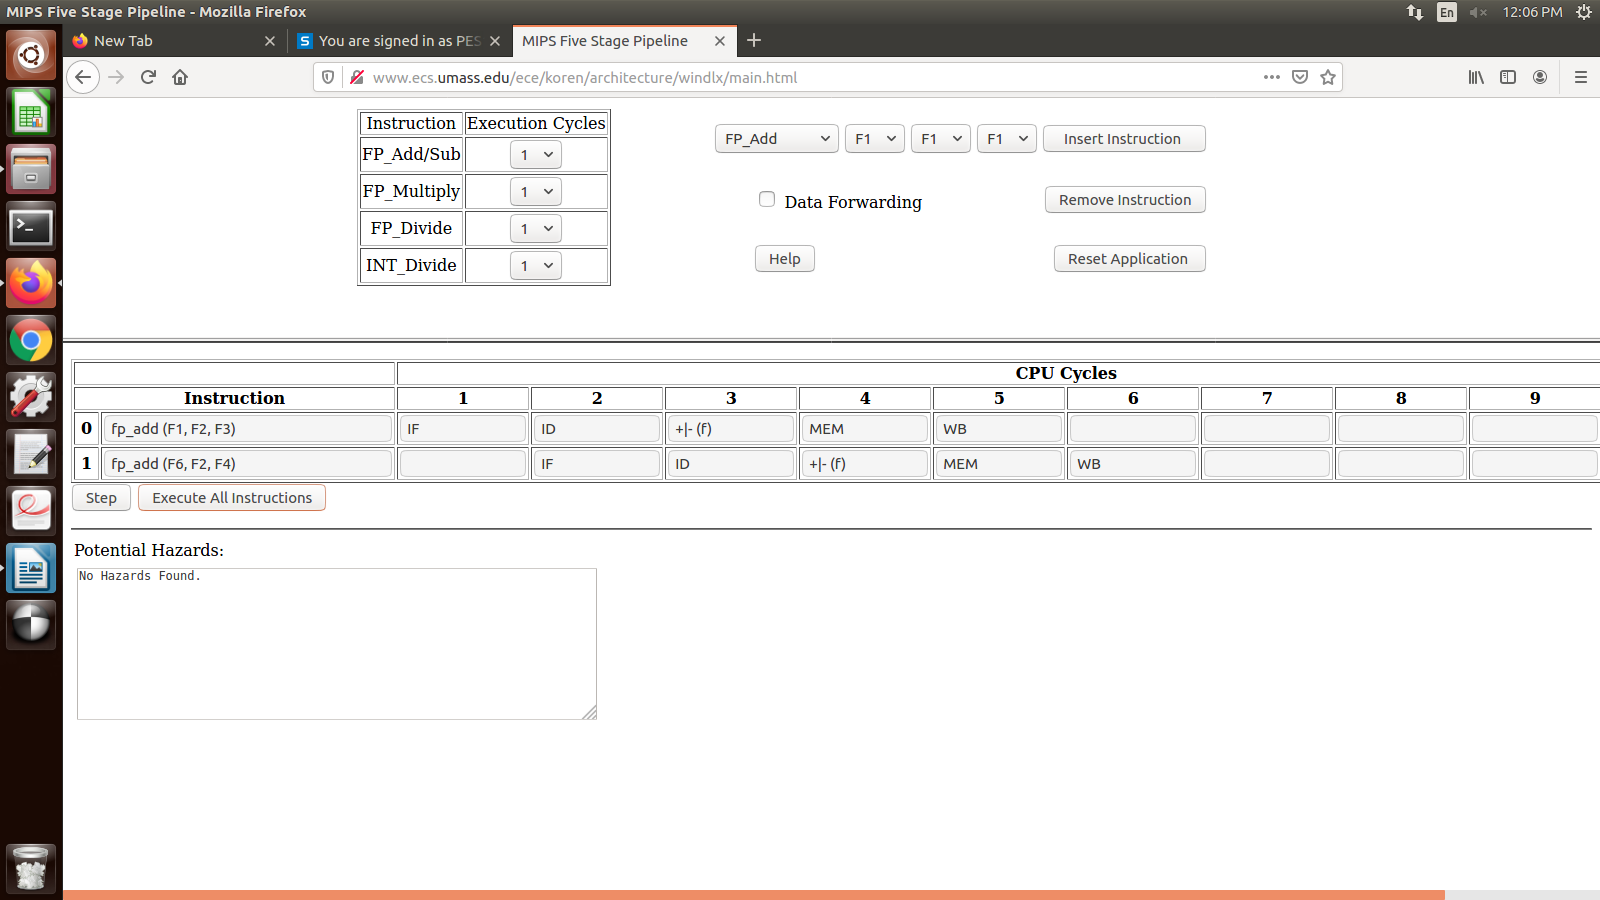 MIPS Five Stage Pipeline - Mozilla Firefox En 12:06 PM
New Tab You are signed in as PES MIPS Five Stage Pipeline
www.ecs.umass.edu/ece/koren/architecture/windlx/main.html
Instruction Execution Cycles
FP_Add/Sub 1
FP_Multiply 1
FP_Divide 1
INT_Divide 1
FP_Add F1 F1 F1 Insert Instruction
Data Forwarding Remove Instruction
Help Reset Application
CPU Cycles
Instruction 1 2 3 4 5 6 7 8 9
0 fp_add (F1, F2, F3) IF ID +|- (f) MEM WB
1 fp_add (F6, F2, F4) IF ID +|- (f) MEM WB
Step Execute All Instructions
Potential Hazards:
No Hazards Found.